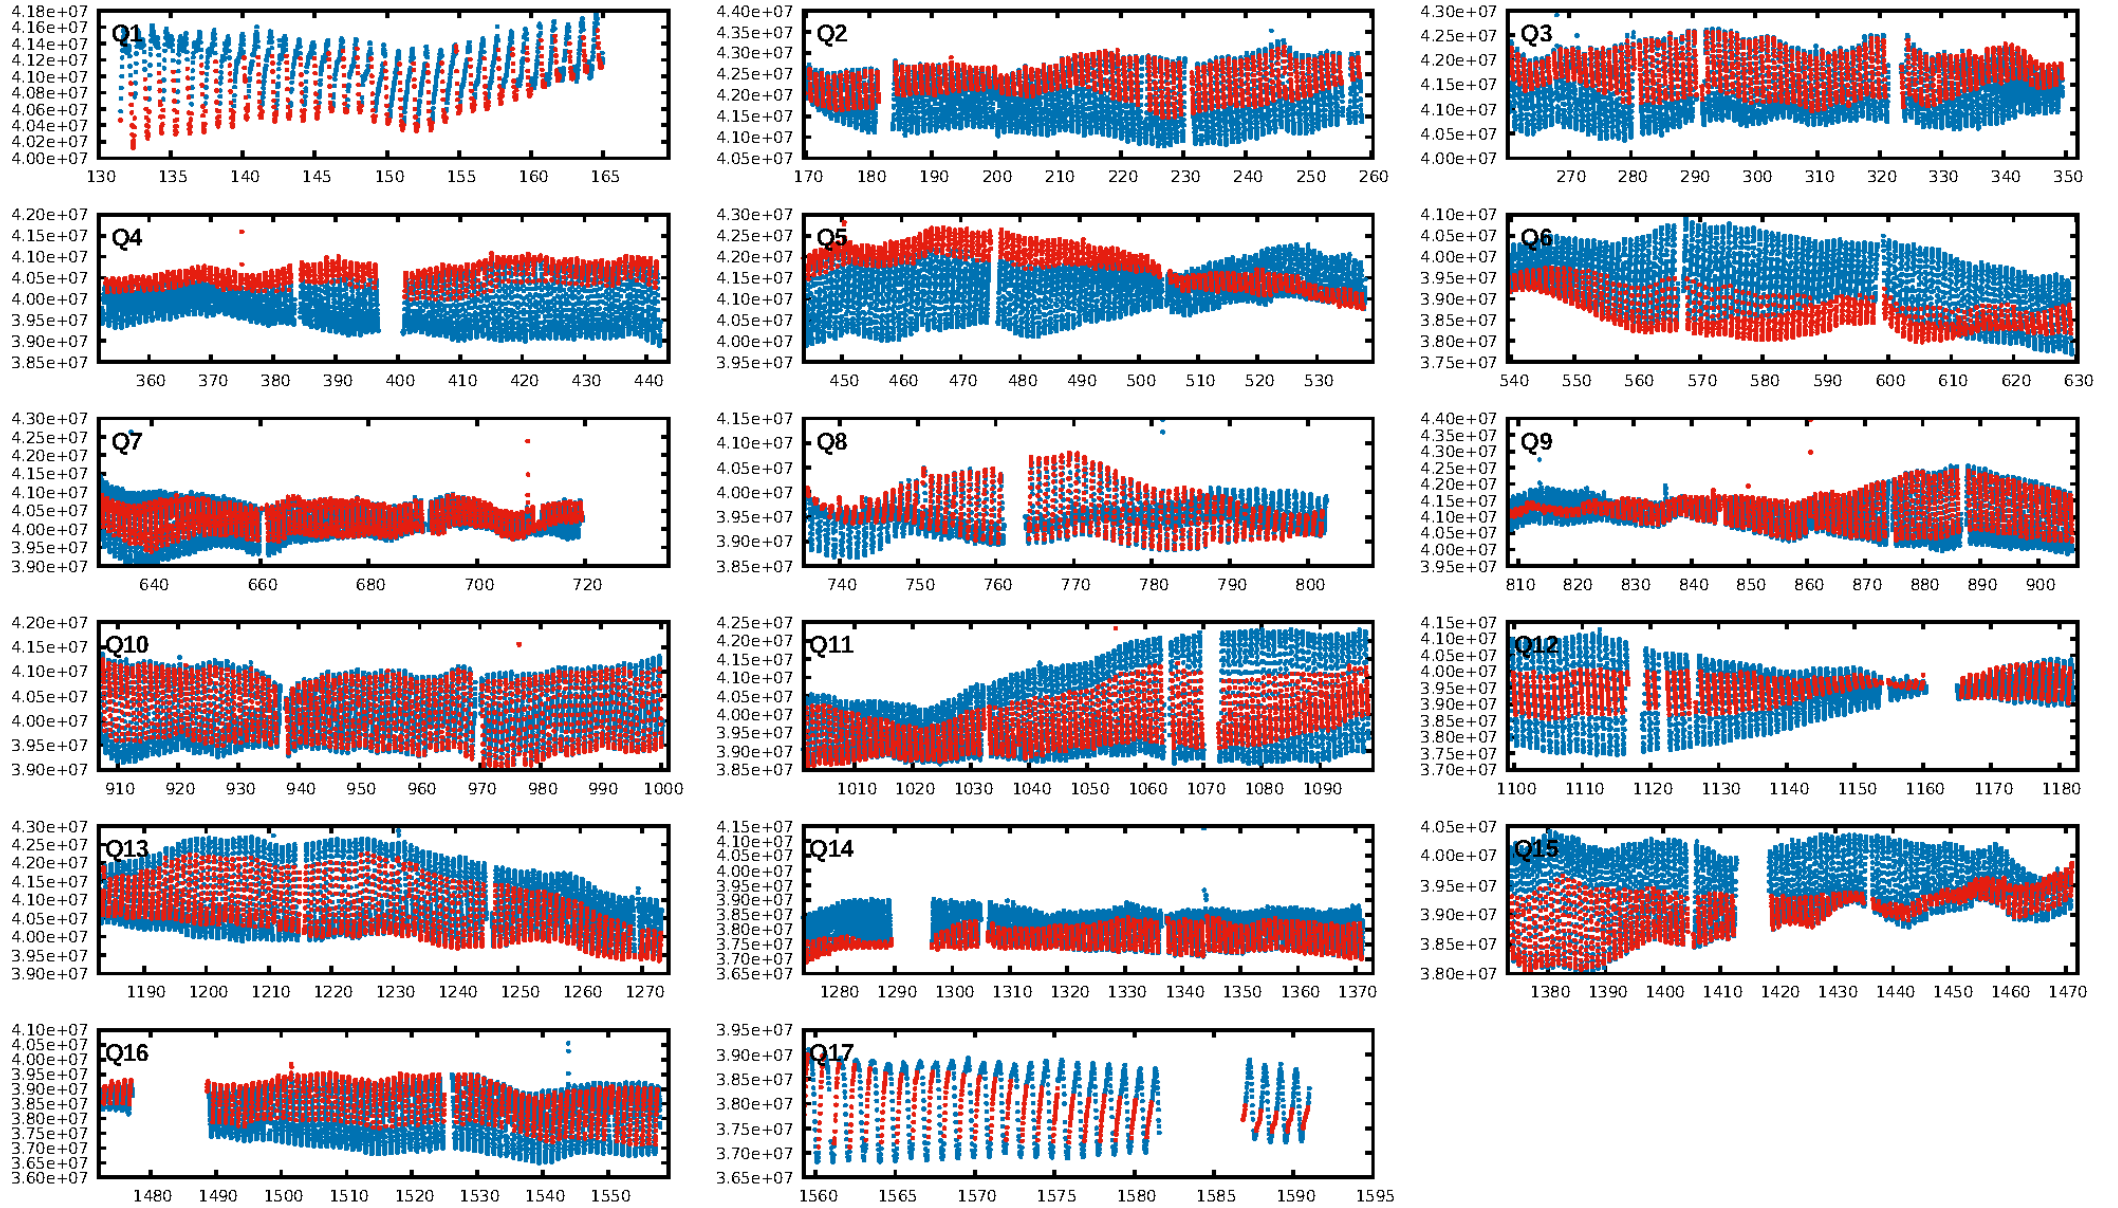 4.18e+07
4.16e+07
4.14e+07
4.12e+07
4.10e+07
4.08e+07
4.06e+07
4.04e+07
4.02e+07
4.00e+07
Q1
130 135 140 145 150 155 160 165
4.40e+07
4.35e+07
4.30e+07
4.25e+07
4.20e+07
4.15e+07
4.10e+07
4.05e+07
Q2
170 180 190 200 210 220 230 240 250 260
4.30e+07
4.25e+07
4.20e+07
4.15e+07
4.10e+07
4.05e+07
4.00e+07
Q3
270 280 290 300 310 320 330 340 350
4.20e+07
4.15e+07
4.10e+07
4.05e+07
4.00e+07
3.95e+07
3.90e+07
3.85e+07
Q4
360 370 380 390 400 410 420 430 440
4.30e+07
4.25e+07
4.20e+07
4.15e+07
4.10e+07
4.05e+07
4.00e+07
3.95e+07
Q5
450 460 470 480 490 500 510 520 530
4.10e+07
4.05e+07
4.00e+07
3.95e+07
3.90e+07
3.85e+07
3.80e+07
3.75e+07
Q6
540 550 560 570 580 590 600 610 620 630
4.30e+07
4.25e+07
4.20e+07
4.15e+07
4.10e+07
4.05e+07
4.00e+07
3.95e+07
3.90e+07
Q7
640 660 680 700 720
4.15e+07
4.10e+07
4.05e+07
4.00e+07
3.95e+07
3.90e+07
3.85e+07
Q8
740 750 760 770 780 790 800
4.40e+07
4.35e+07
4.30e+07
4.25e+07
4.20e+07
4.15e+07
4.10e+07
4.05e+07
4.00e+07
3.95e+07
Q9
810 820 830 840 850 860 870 880 890 900
4.20e+07
4.15e+07
4.10e+07
4.05e+07
4.00e+07
3.95e+07
3.90e+07
Q10
910 920 930 940 950 960 970 980 990 1000
4.25e+07
4.20e+07
4.15e+07
4.10e+07
4.05e+07
4.00e+07
3.95e+07
3.90e+07
3.85e+07
Q11
1010 1020 1030 1040 1050 1060 1070 1080 1090
4.15e+07
4.10e+07
4.05e+07
4.00e+07
3.95e+07
3.90e+07
3.85e+07
3.80e+07
3.75e+07
3.70e+07
Q12
1100 1110 1120 1130 1140 1150 1160 1170 1180
4.30e+07
4.25e+07
4.20e+07
4.15e+07
4.10e+07
4.05e+07
4.00e+07
3.95e+07
3.90e+07
Q13
1190 1200 1210 1220 1230 1240 1250 1260 1270
4.15e+07
4.10e+07
4.05e+07
4.00e+07
3.95e+07
3.90e+07
3.85e+07
3.80e+07
3.75e+07
3.70e+07
3.65e+07
Q14
1280 1290 1300 1310 1320 1330 1340 1350 1360 1370
4.05e+07
4.00e+07
3.95e+07
3.90e+07
3.85e+07
3.80e+07
Q15
1380 1390 1400 1410 1420 1430 1440 1450 1460 1470
4.10e+07
4.05e+07
4.00e+07
3.95e+07
3.90e+07
3.85e+07
3.80e+07
3.75e+07
3.70e+07
3.65e+07
3.60e+07
Q16
1480 1490 1500 1510 1520 1530 1540 1550
3.95e+07
3.90e+07
3.85e+07
3.80e+07
3.75e+07
3.70e+07
3.65e+07
Q17
1560 1565 1570 1575 1580 1585 1590 1595